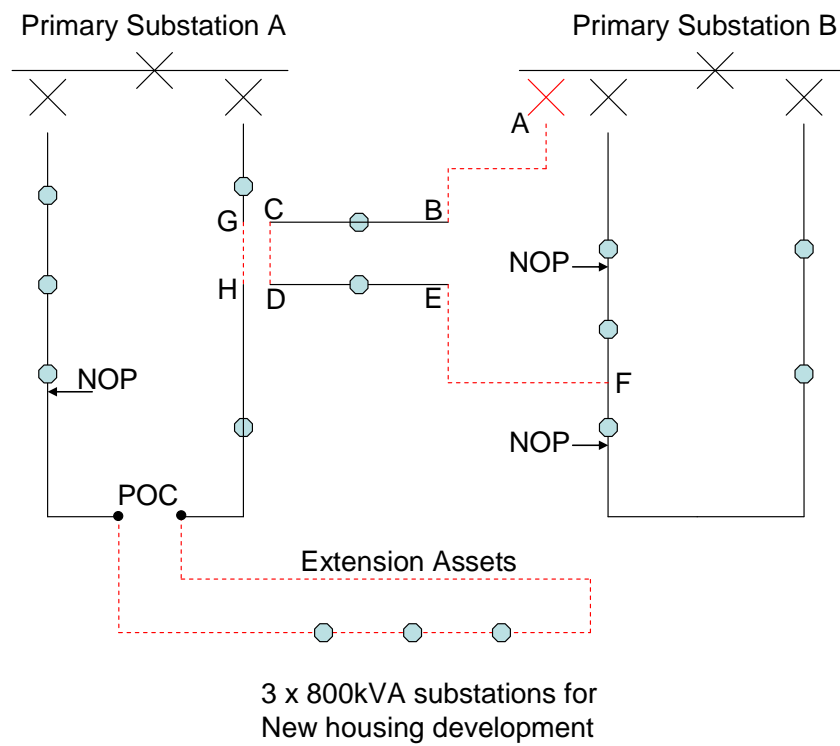 Primary Substation A
Primary Substation B
A
G
C
B
NOP
H
D
E
NOP
F
NOP
POC
Extension Assets
3 x 800kVA substations for
New housing development